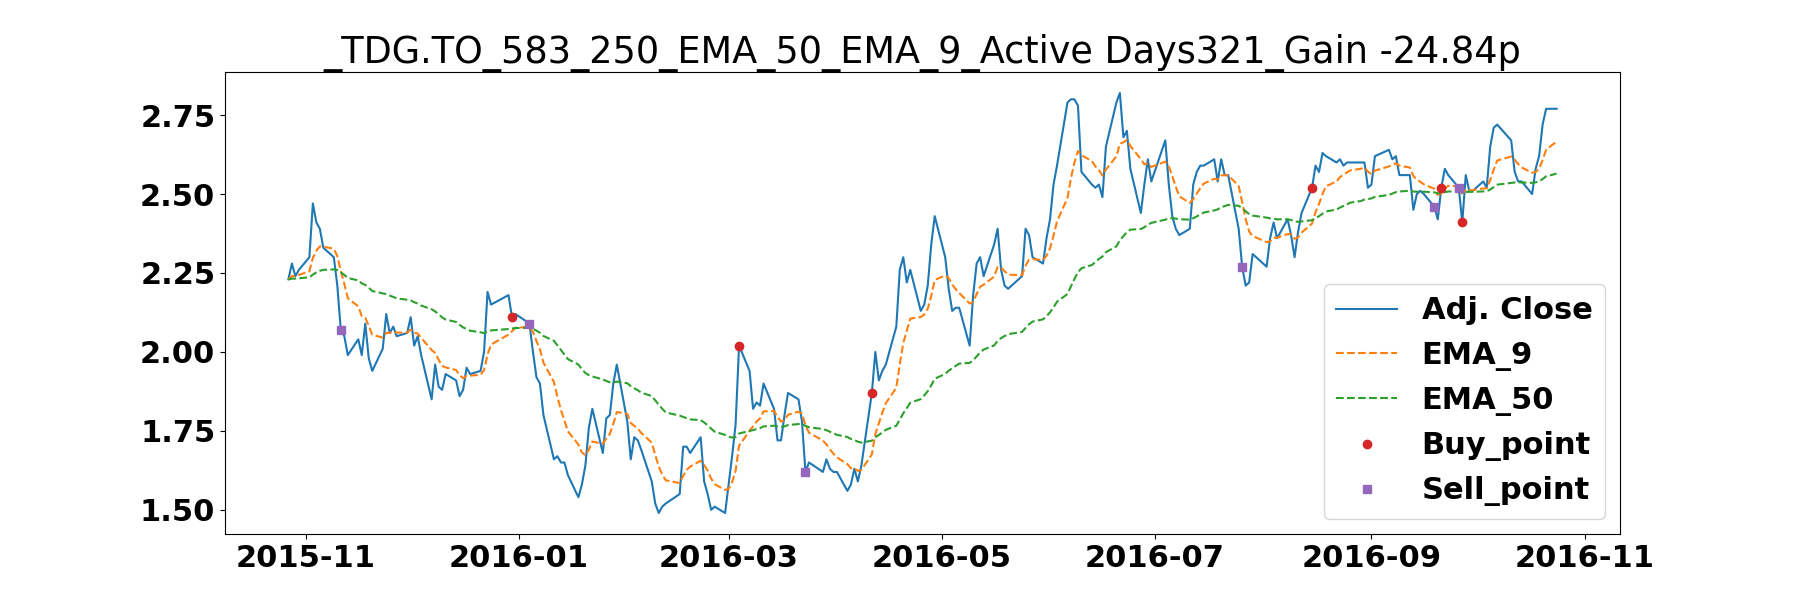 _TDG.TO_583_250_EMA_50_EMA_9_Active Days321_Gain -24.84p
2.75
2.50
2.25
2.00
1.75
1.50
Adj. Close
EMA_9
EMA_50
Buy_point
Sell_point
2015-11 2016-01 2016-03 2016-05 2016-07 2016-09 2016-11